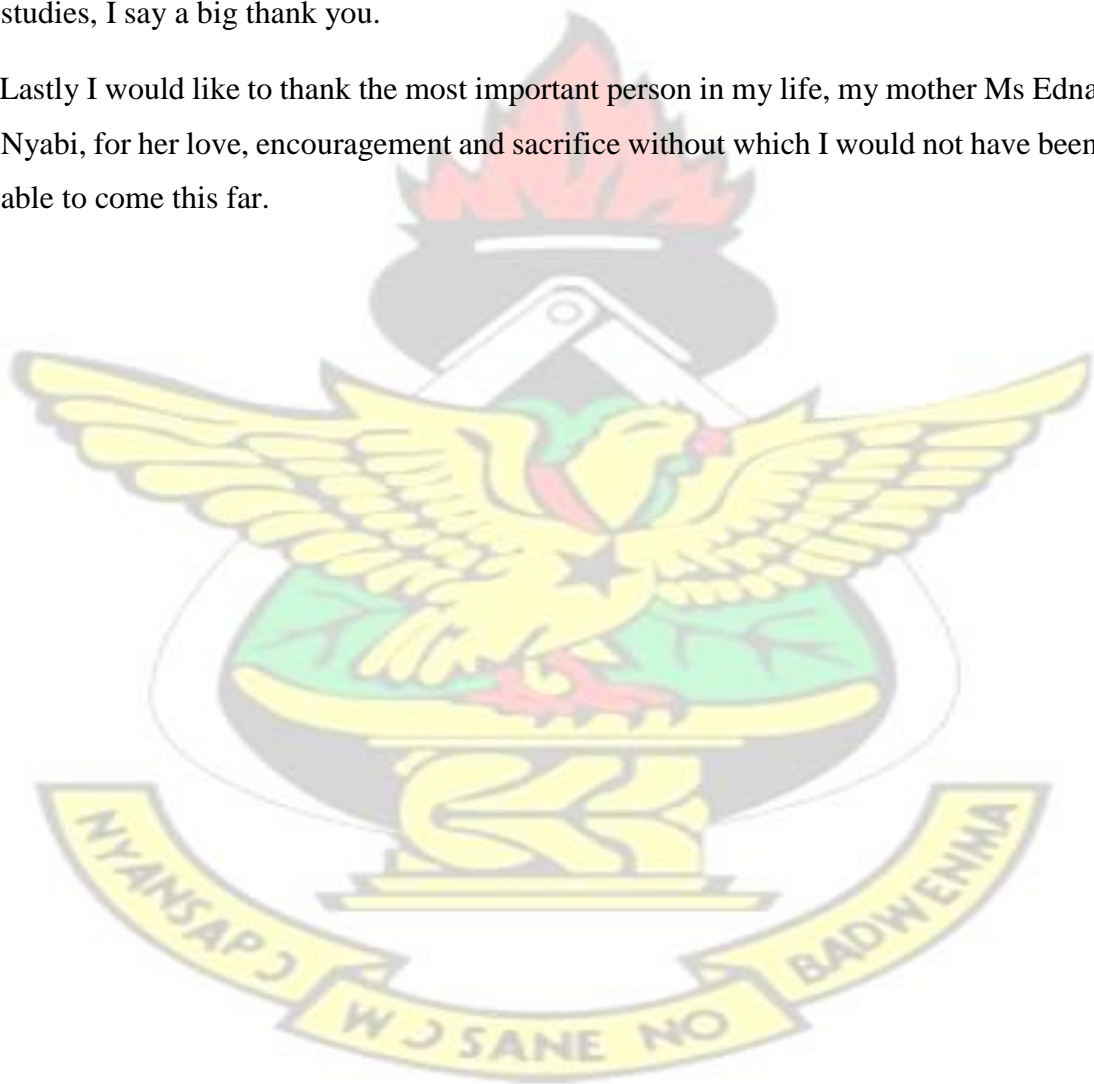 studies, I say a big thank you.
Lastly I would like to thank the most important person in my life, my mother Ms Edna
Nyabi, for her love, encouragement and sacrifice without which I would not have been
able to come this far.
NYANSAPƆ
WƆSANE NO
BADWENMA